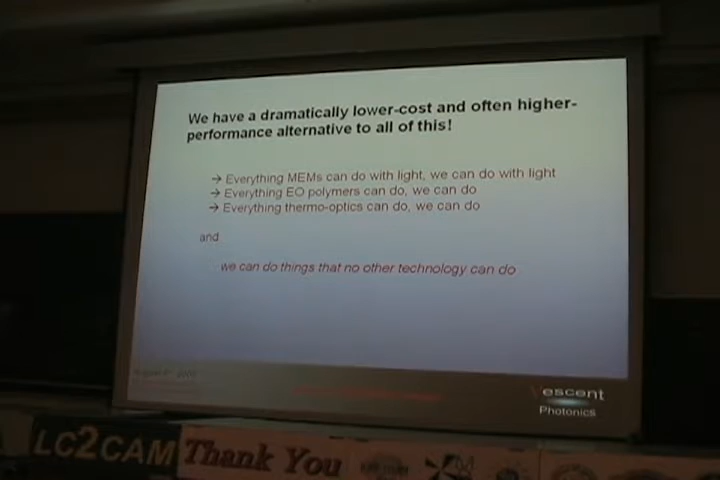 We have a dramatically lower-cost and often higher-
performance alternative to all of this!
→ Everything MEMs can do with light, we can do with light
→ Everything EO polymers can do, we can do
→ Everything thermo-optics can do, we can do
and
we can do things that no other technology can do
Vescent
Photonics
LC2CAM
Thank You